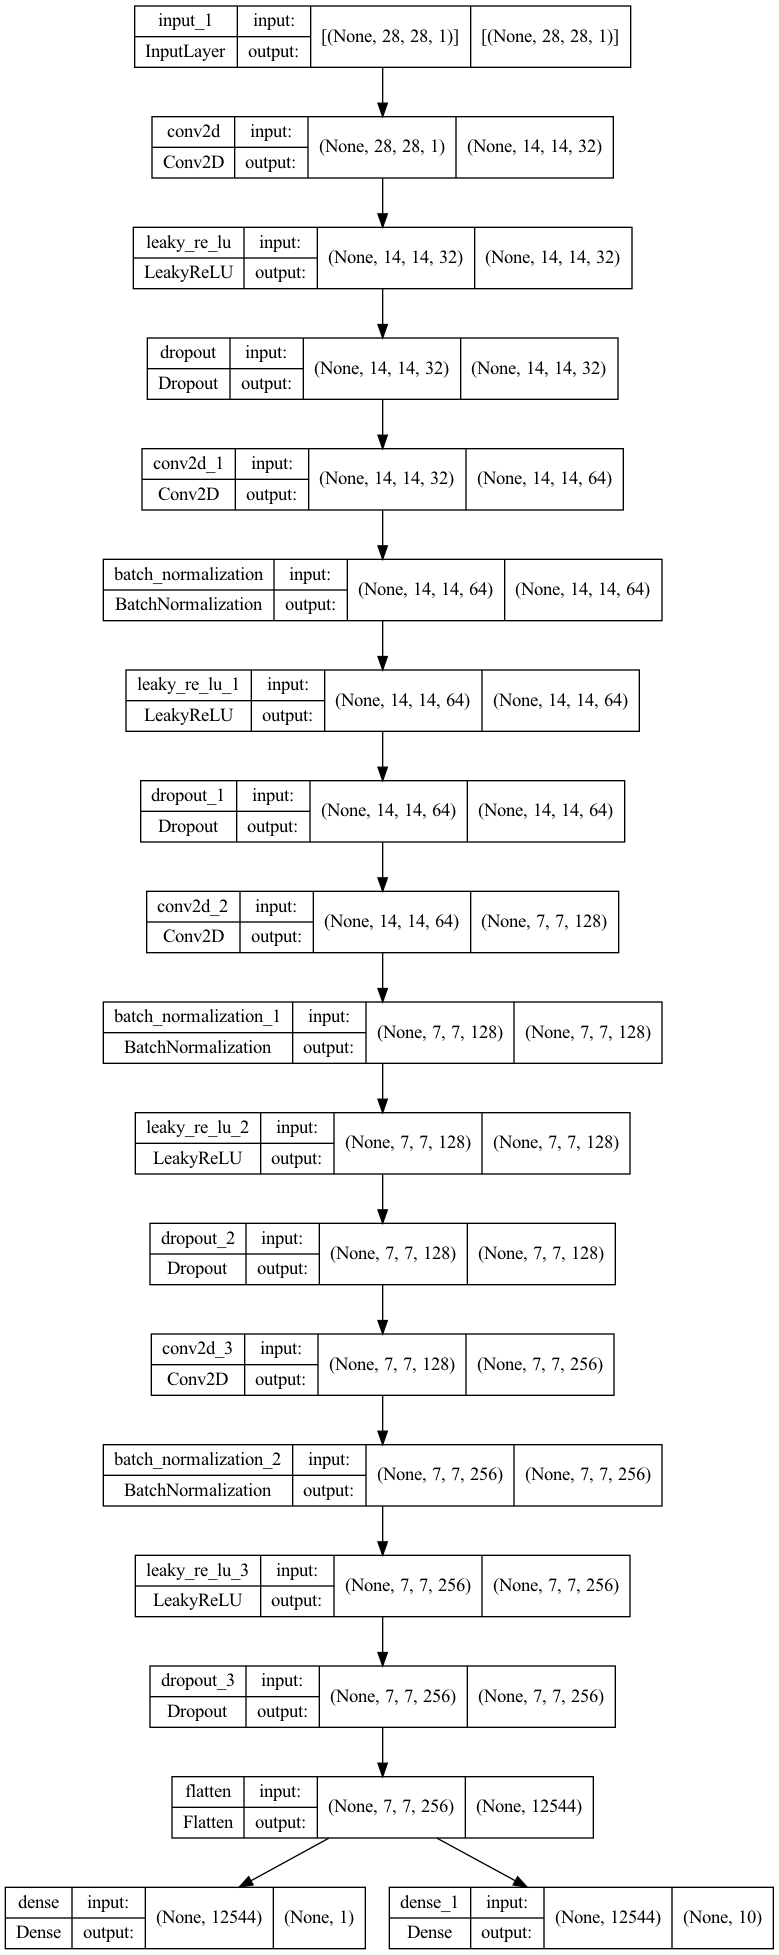 input_1 input: [(None, 28, 28, 1)] [(None, 28, 28, 1)]
InputLayer output:
conv2d input: (None, 28, 28, 1) (None, 14, 14, 32)
Conv2D output:
leaky_re_lu input: (None, 14, 14, 32) (None, 14, 14, 32)
LeakyReLU output:
dropout input: (None, 14, 14, 32) (None, 14, 14, 32)
Dropout output:
conv2d_1 input: (None, 14, 14, 32) (None, 14, 14, 64)
Conv2D output:
batch_normalization input: (None, 14, 14, 64) (None, 14, 14, 64)
BatchNormalization output:
leaky_re_lu_1 input: (None, 14, 14, 64) (None, 14, 14, 64)
LeakyReLU output:
dropout_1 input: (None, 14, 14, 64) (None, 14, 14, 64)
Dropout output:
conv2d_2 input: (None, 14, 14, 64) (None, 7, 7, 128)
Conv2D output:
batch_normalization_1 input: (None, 7, 7, 128) (None, 7, 7, 128)
BatchNormalization output:
leaky_re_lu_2 input: (None, 7, 7, 128) (None, 7, 7, 128)
LeakyReLU output:
dropout_2 input: (None, 7, 7, 128) (None, 7, 7, 128)
Dropout output:
conv2d_3 input: (None, 7, 7, 128) (None, 7, 7, 256)
Conv2D output:
batch_normalization_2 input: (None, 7, 7, 256) (None, 7, 7, 256)
BatchNormalization output:
leaky_re_lu_3 input: (None, 7, 7, 256) (None, 7, 7, 256)
LeakyReLU output:
dropout_3 input: (None, 7, 7, 256) (None, 7, 7, 256)
Dropout output:
flatten input: (None, 7, 7, 256) (None, 12544)
Flatten output:
dense input: (None, 12544) (None, 1)
Dense output:
dense_1 input: (None, 12544) (None, 10)
Dense output: